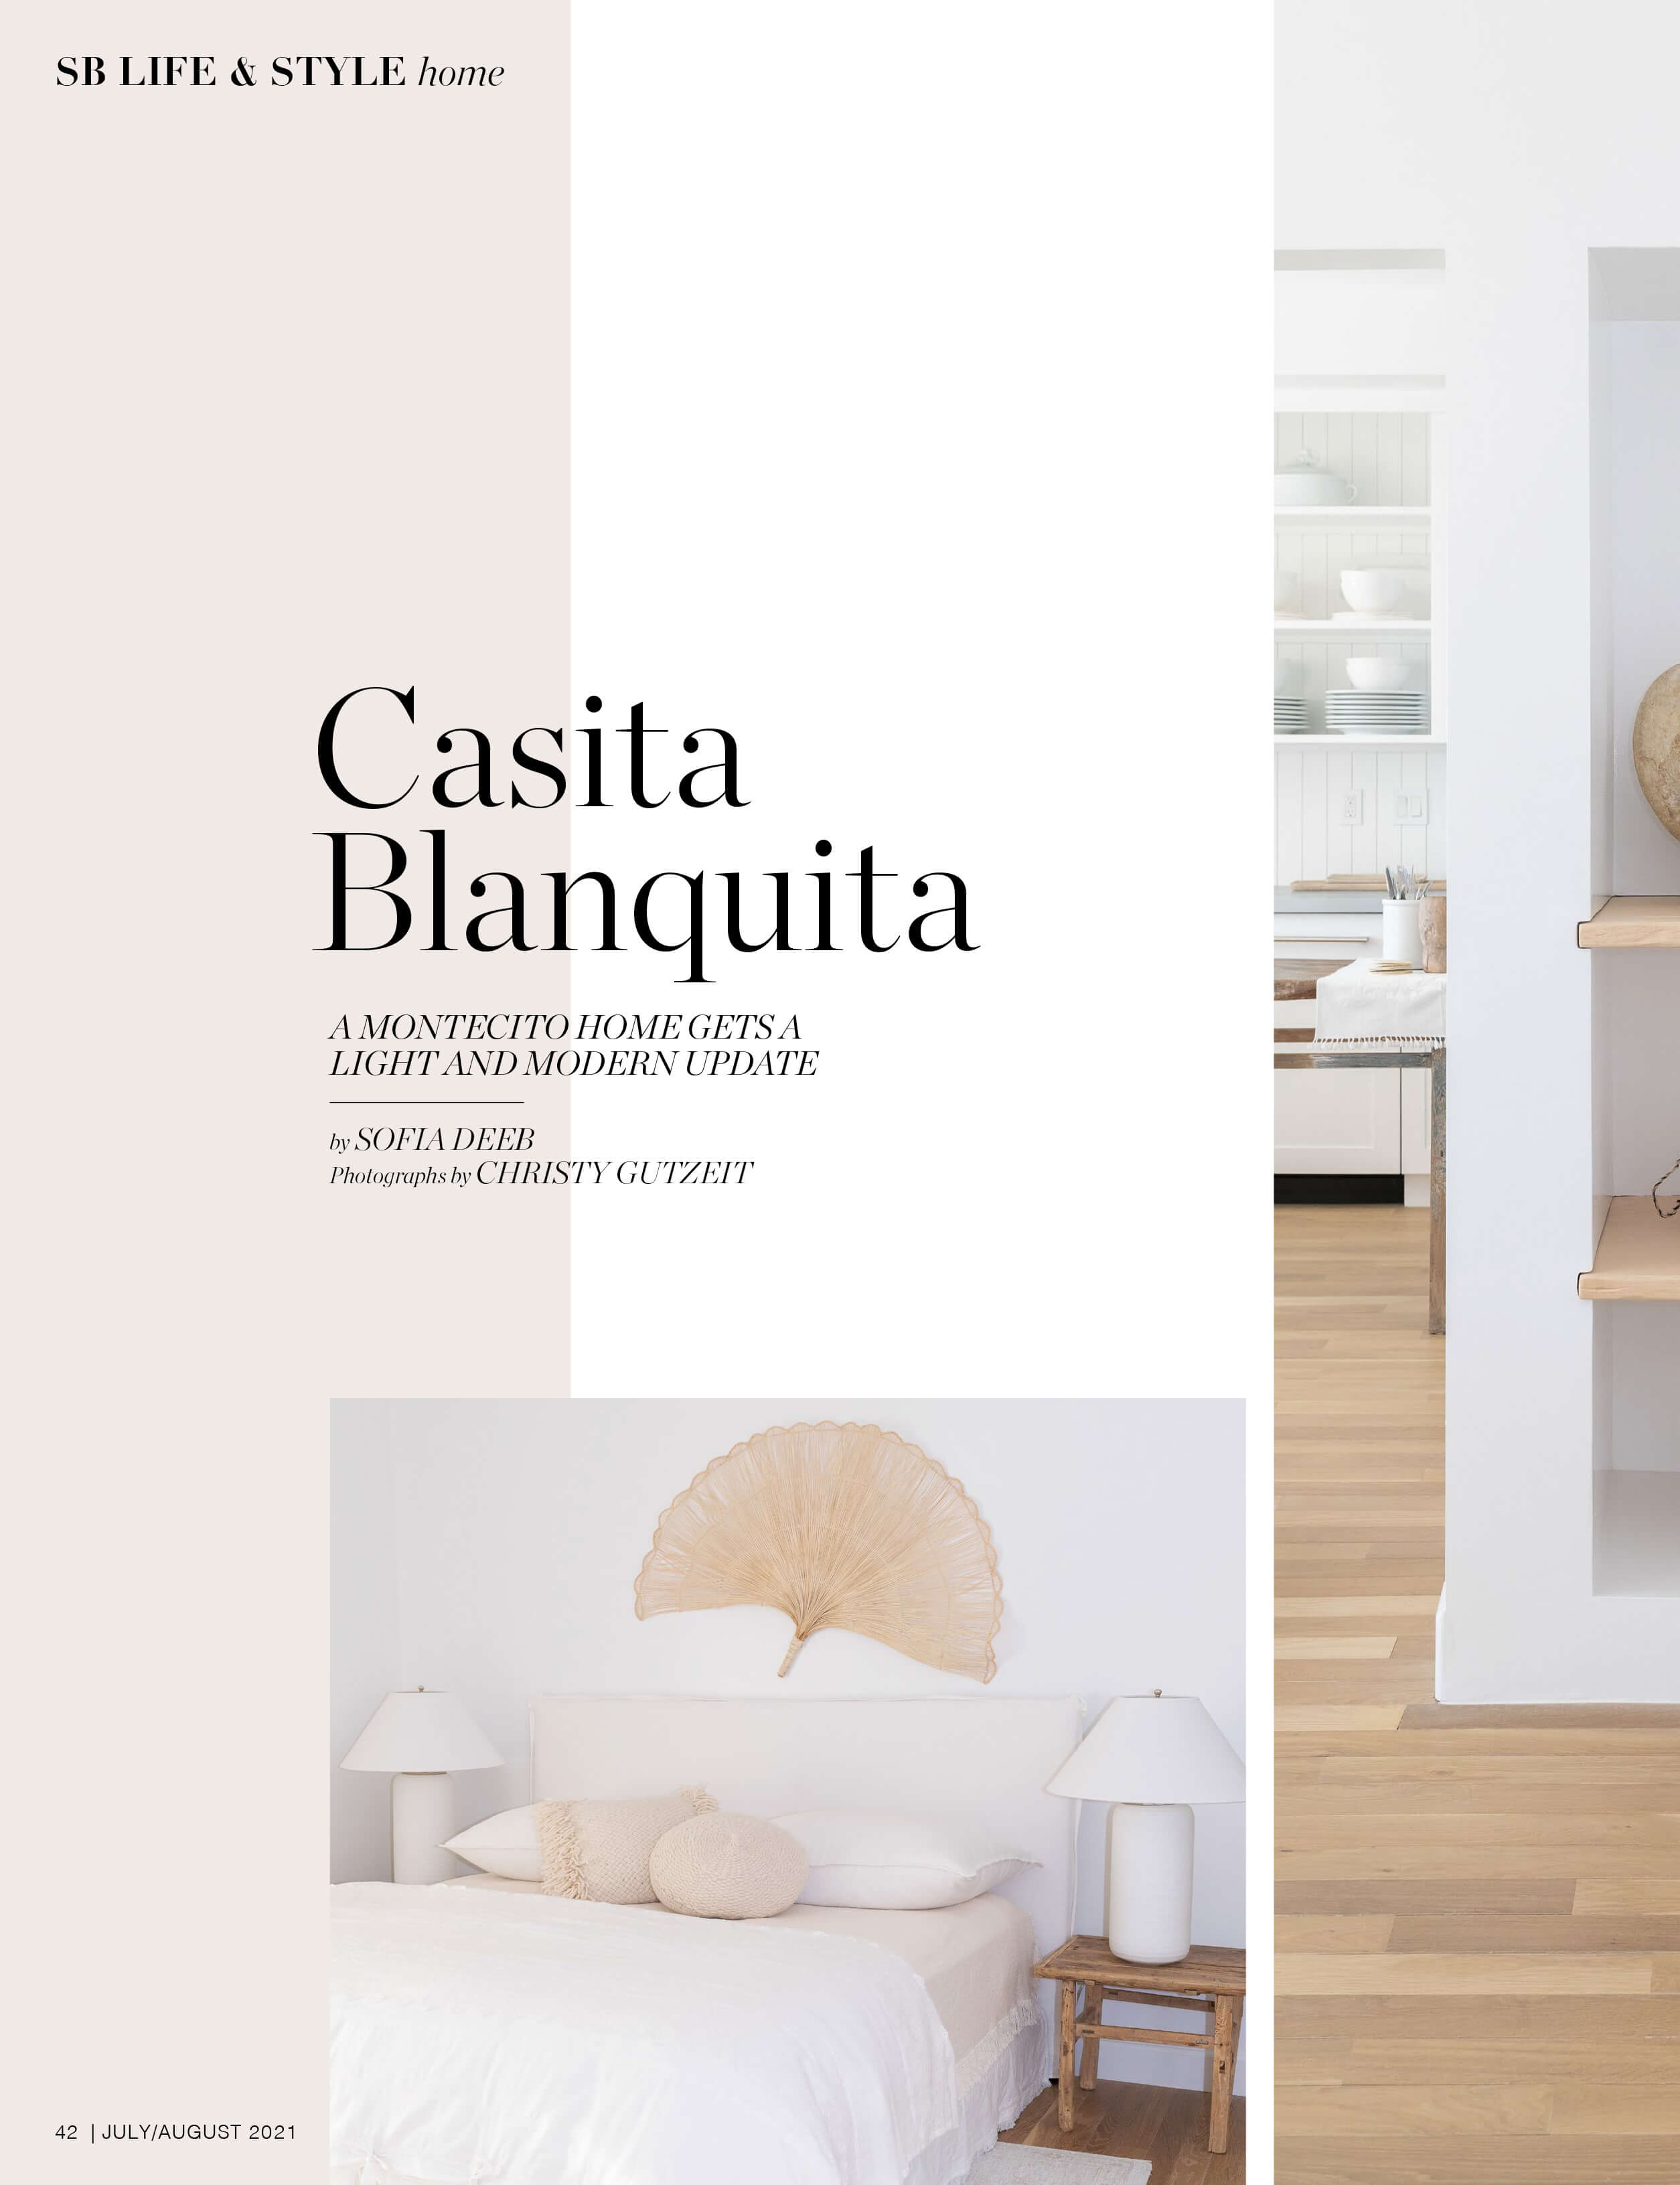 SB LIFE & STYLE home
Casita
Blanquita
A MONTECITO HOME GETS A
LIGHT AND MODERN UPDATE
by SOFIA DEEB
Photographs by CHRISTY GUTZEIT
42 | JULY/AUGUST 2021